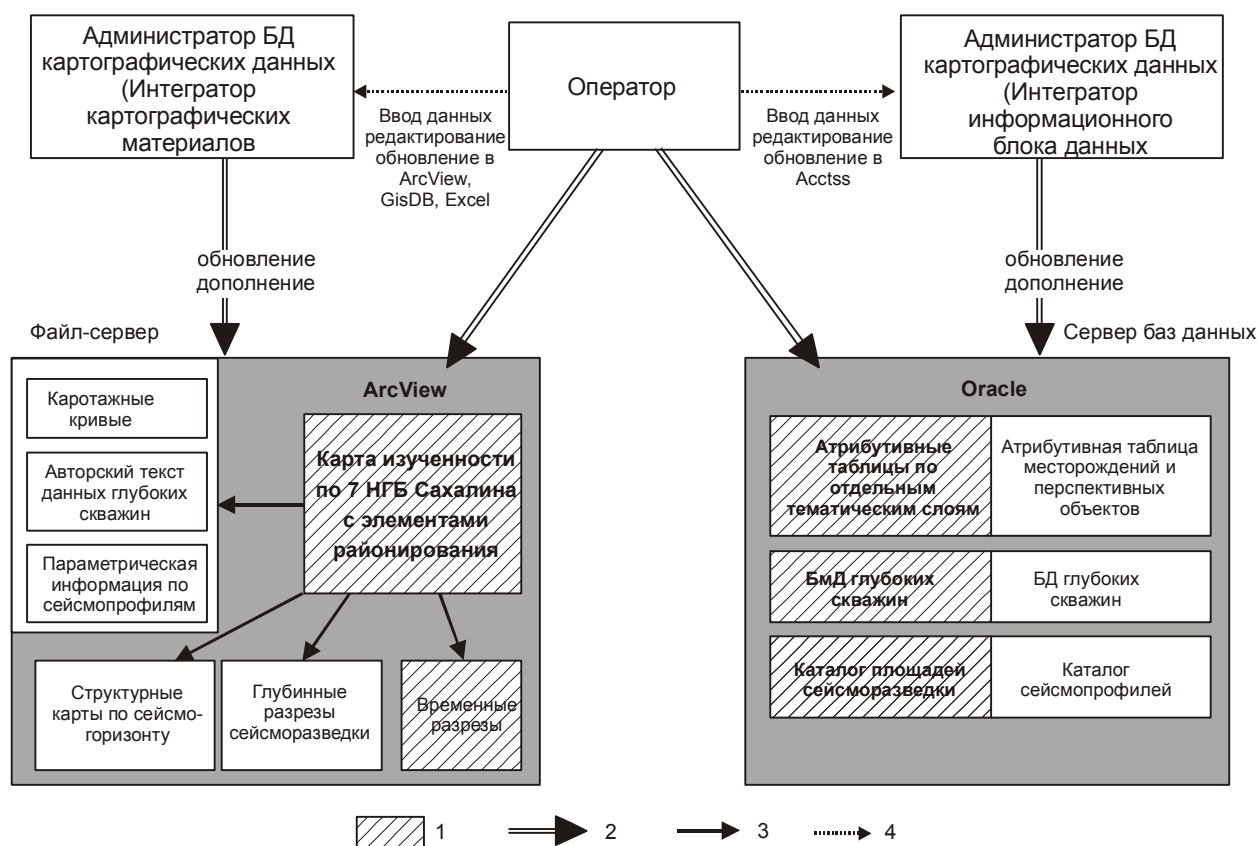 Администратор БД
картографических данных
(Интегратор
картографических
материалов
Оператор
Администратор БД
картографических данных
(Интегратор
информационного
блока данных
Ввод данных
редактирование
обновление в
ArcView,
GisDB, Excel
Ввод данных
редактирование
обновление в
Acctss
обновление
дополнение
обновление
дополнение
Файл-сервер
Сервер баз данных
ArcView
Каротажные
кривые
Авторский текст
данных глубоких
скважин
Параметрическая
информация по
сейсмопрофилям
Карта изученности
по 7 НГБ Сахалина
с элементами
районирования
Структурные
карты по сейсмо-
горизонту
Глубинные
разрезы
сейсморазведки
Временные
разрезы
Oracle
Атрибутивные
таблицы по
отдельным
тематическим слоям
Атрибутивная таблица
месторождений и
перспективных
объектов
БмД глубоких
скважин
БД глубоких
скважин
Каталог площадей
сейсморазведки
Каталог
сейсмопрофилей
1 2 3 4